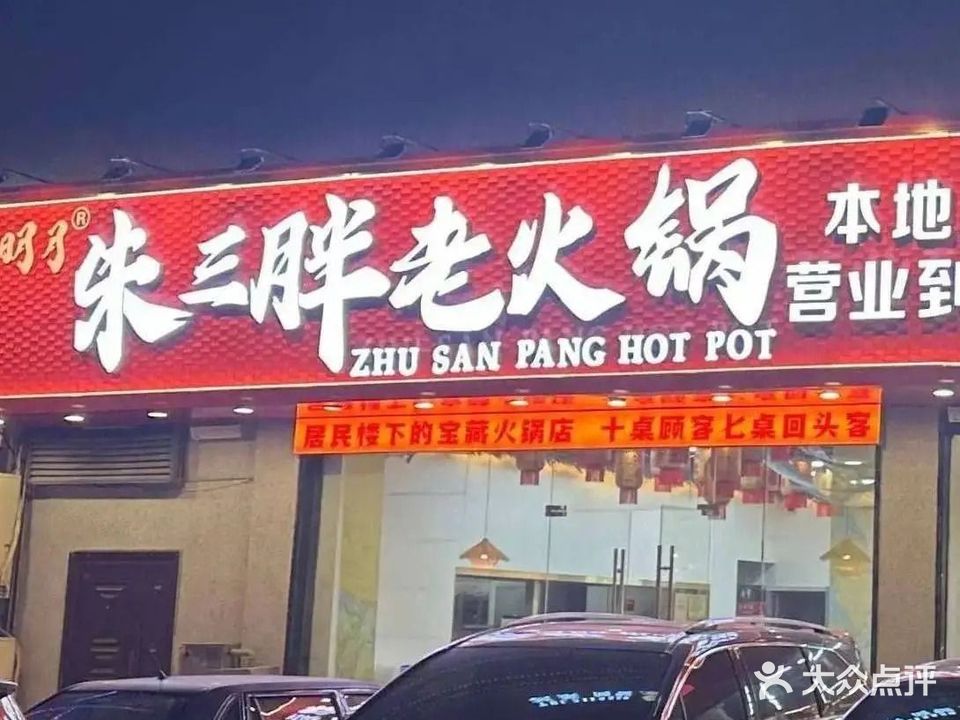 明月®
朱三胖老火锅
ZHU SAN PANG HOT POT
本地
营业到
居民楼下的宝藏火锅店 十桌顾客七桌回头客
大众点评